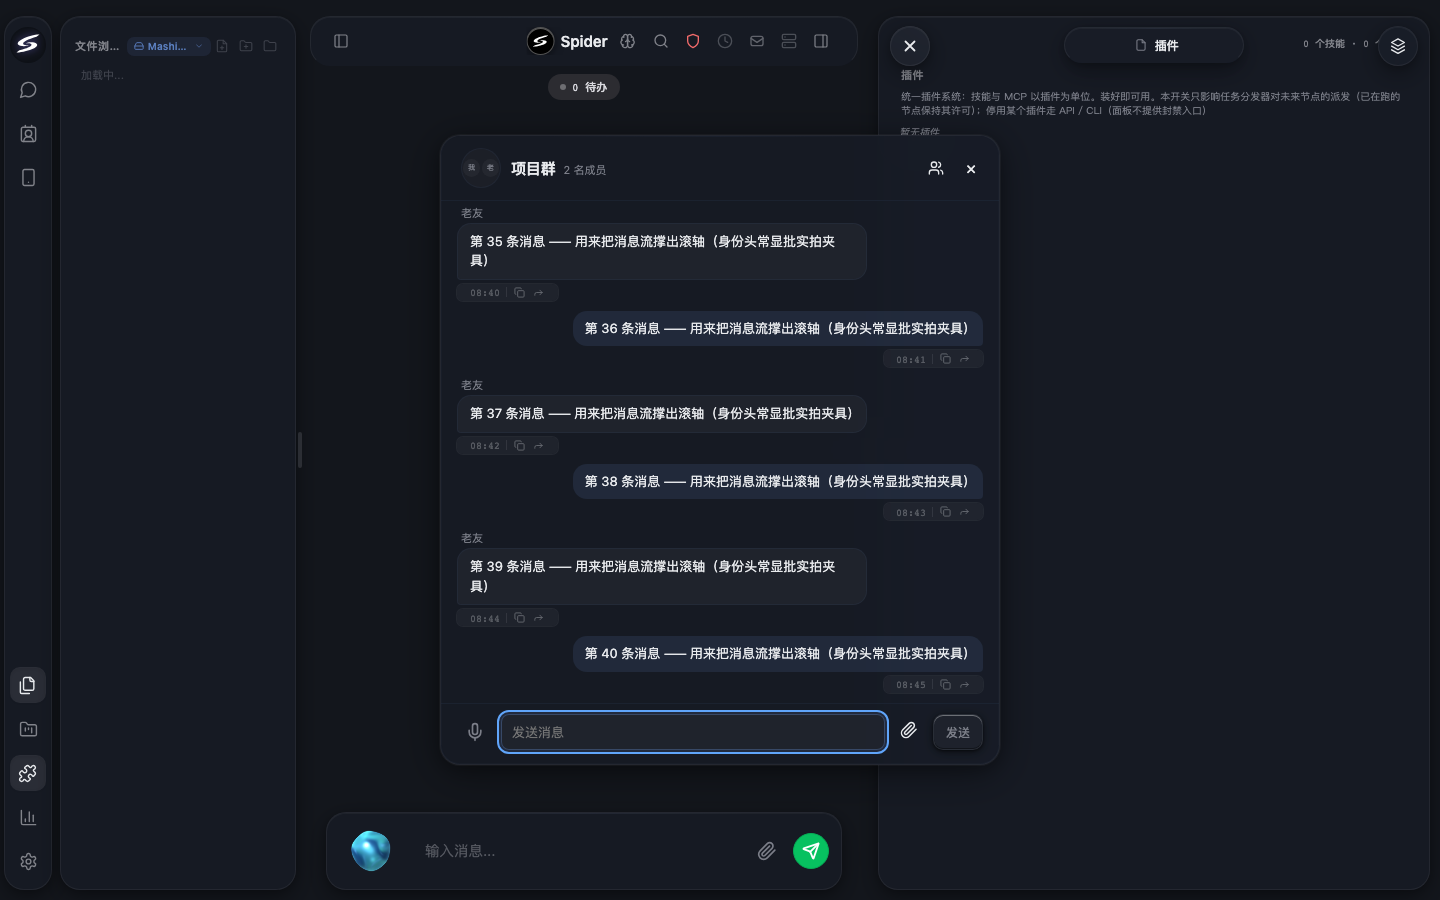 文件浏...
Mashi...
加载中...
Spider
0 待办
插件
0 个技能 · 0
插件
统一插件系统：技能与 MCP 以插件为单位。装好即可用。本开关只影响任务分发器对未来节点的派发（已在跑的
节点保持其许可）；停用某个插件走 API / CLI（面板不提供封禁入口）
暂无插件
我 老
项目群 2 名成员
老友
第 35 条消息 —— 用来把消息流撑出滚轴（身份头常显批实拍夹
具）
08:40
第 36 条消息 —— 用来把消息流撑出滚轴（身份头常显批实拍夹具）
08:41
老友
第 37 条消息 —— 用来把消息流撑出滚轴（身份头常显批实拍夹具）
08:42
第 38 条消息 —— 用来把消息流撑出滚轴（身份头常显批实拍夹具）
08:43
老友
第 39 条消息 —— 用来把消息流撑出滚轴（身份头常显批实拍夹
具）
08:44
第 40 条消息 —— 用来把消息流撑出滚轴（身份头常显批实拍夹具）
08:45
发送消息
发送
输入消息...